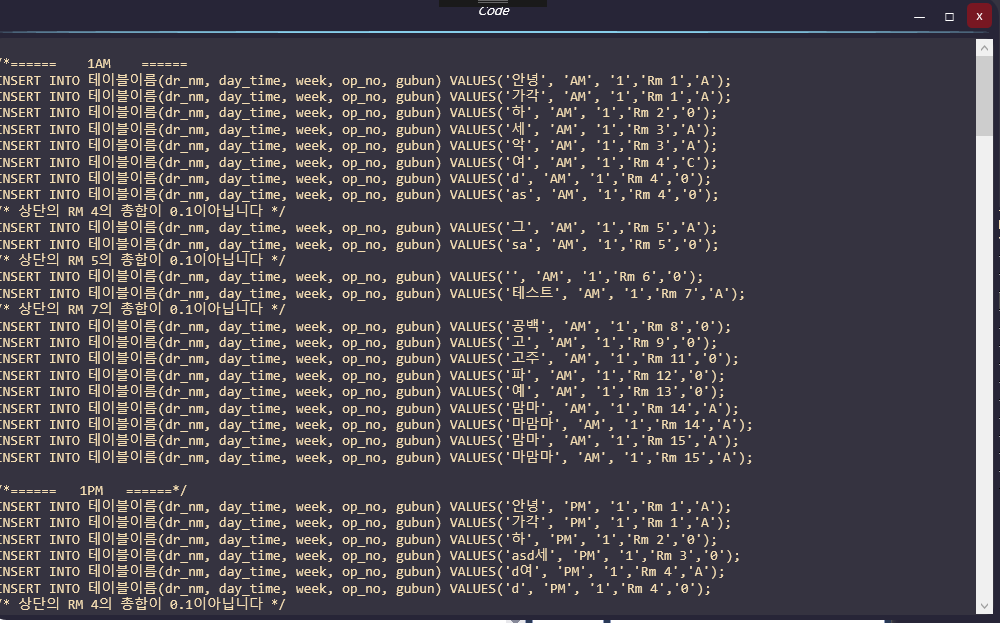 Code
x
/*======    1AM    ======
INSERT INTO 테이블이름(dr_nm, day_time, week, op_no, gubun) VALUES('안녕', 'AM', '1','Rm 1','A');
INSERT INTO 테이블이름(dr_nm, day_time, week, op_no, gubun) VALUES('가각', 'AM', '1','Rm 1','A');
INSERT INTO 테이블이름(dr_nm, day_time, week, op_no, gubun) VALUES('하', 'AM', '1','Rm 2','0');
INSERT INTO 테이블이름(dr_nm, day_time, week, op_no, gubun) VALUES('세', 'AM', '1','Rm 3','A');
INSERT INTO 테이블이름(dr_nm, day_time, week, op_no, gubun) VALUES('악', 'AM', '1','Rm 3','A');
INSERT INTO 테이블이름(dr_nm, day_time, week, op_no, gubun) VALUES('여', 'AM', '1','Rm 4','C');
INSERT INTO 테이블이름(dr_nm, day_time, week, op_no, gubun) VALUES('d', 'AM', '1','Rm 4','0');
INSERT INTO 테이블이름(dr_nm, day_time, week, op_no, gubun) VALUES('as', 'AM', '1','Rm 4','0');
/* 상단의 RM 4의 총합이 0.1이아닙니다 */
INSERT INTO 테이블이름(dr_nm, day_time, week, op_no, gubun) VALUES('그', 'AM', '1','Rm 5','A');
INSERT INTO 테이블이름(dr_nm, day_time, week, op_no, gubun) VALUES('sa', 'AM', '1','Rm 5','0');
/* 상단의 RM 5의 총합이 0.1이아닙니다 */
INSERT INTO 테이블이름(dr_nm, day_time, week, op_no, gubun) VALUES('', 'AM', '1','Rm 6','0');
INSERT INTO 테이블이름(dr_nm, day_time, week, op_no, gubun) VALUES('테스트', 'AM', '1','Rm 7','A');
/* 상단의 RM 7의 총합이 0.1이아닙니다 */
INSERT INTO 테이블이름(dr_nm, day_time, week, op_no, gubun) VALUES('공백', 'AM', '1','Rm 8','0');
INSERT INTO 테이블이름(dr_nm, day_time, week, op_no, gubun) VALUES('고', 'AM', '1','Rm 9','0');
INSERT INTO 테이블이름(dr_nm, day_time, week, op_no, gubun) VALUES('고주', 'AM', '1','Rm 11','0');
INSERT INTO 테이블이름(dr_nm, day_time, week, op_no, gubun) VALUES('파', 'AM', '1','Rm 12','0');
INSERT INTO 테이블이름(dr_nm, day_time, week, op_no, gubun) VALUES('예', 'AM', '1','Rm 13','0');
INSERT INTO 테이블이름(dr_nm, day_time, week, op_no, gubun) VALUES('맘마', 'AM', '1','Rm 14','A');
INSERT INTO 테이블이름(dr_nm, day_time, week, op_no, gubun) VALUES('마맘마', 'AM', '1','Rm 14','A');
INSERT INTO 테이블이름(dr_nm, day_time, week, op_no, gubun) VALUES('맘마', 'AM', '1','Rm 15','A');
INSERT INTO 테이블이름(dr_nm, day_time, week, op_no, gubun) VALUES('마맘마', 'AM', '1','Rm 15','A');
/*======   1PM   ======*/
INSERT INTO 테이블이름(dr_nm, day_time, week, op_no, gubun) VALUES('안녕', 'PM', '1','Rm 1','A');
INSERT INTO 테이블이름(dr_nm, day_time, week, op_no, gubun) VALUES('가각', 'PM', '1','Rm 1','A');
INSERT INTO 테이블이름(dr_nm, day_time, week, op_no, gubun) VALUES('하', 'PM', '1','Rm 2','0');
INSERT INTO 테이블이름(dr_nm, day_time, week, op_no, gubun) VALUES('asd세', 'PM', '1','Rm 3','0');
INSERT INTO 테이블이름(dr_nm, day_time, week, op_no, gubun) VALUES('d여', 'PM', '1','Rm 4','A');
INSERT INTO 테이블이름(dr_nm, day_time, week, op_no, gubun) VALUES('d', 'PM', '1','Rm 4','0');
/* 상단의 RM 4의 총합이 0.1이아닙니다 */